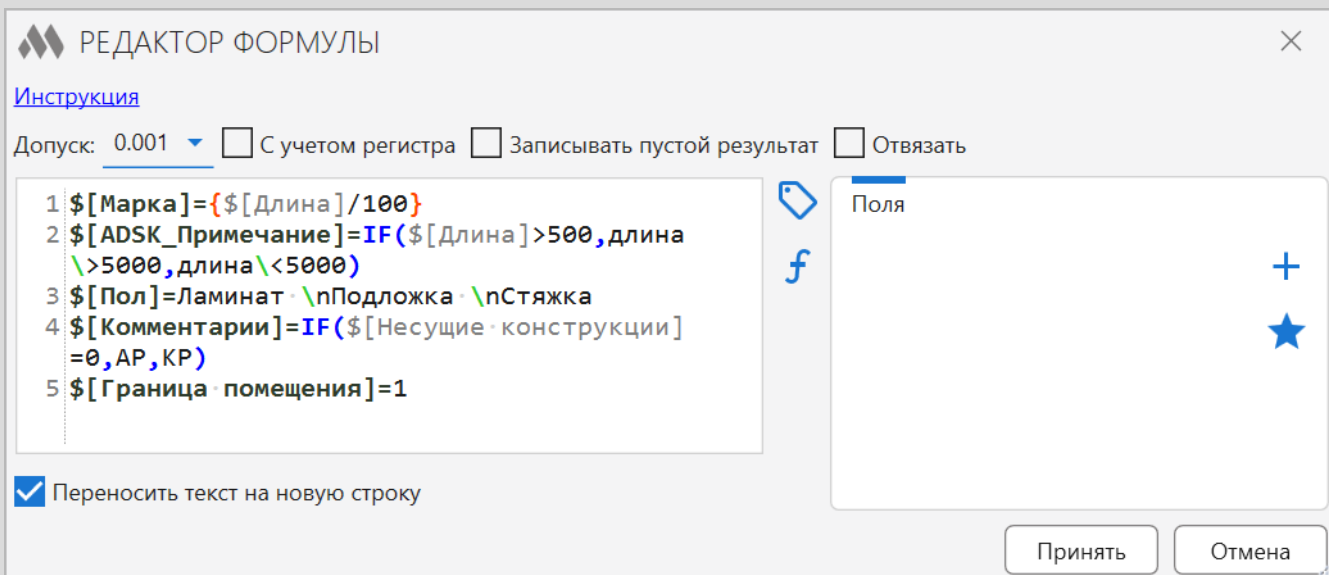 РЕДАКТОР ФОРМУЛЫ
Инструкция
Допуск: 0.001 С учетом регистра Записывать пустой результат Отвязать
1 $[Марка]={$[Длина]/100}
2 $[ADSK_Примечание]=IF($[Длина]>500,длина
\>5000,длина\<5000)
3 $[Пол]=Ламинат·\nПодложка·\nСтяжка
4 $[Комментарии]=IF($[Несущие·конструкции]
=0,АР,КР)
5 $[Граница·помещения]=1
Поля
Переносить текст на новую строку
Принять Отмена